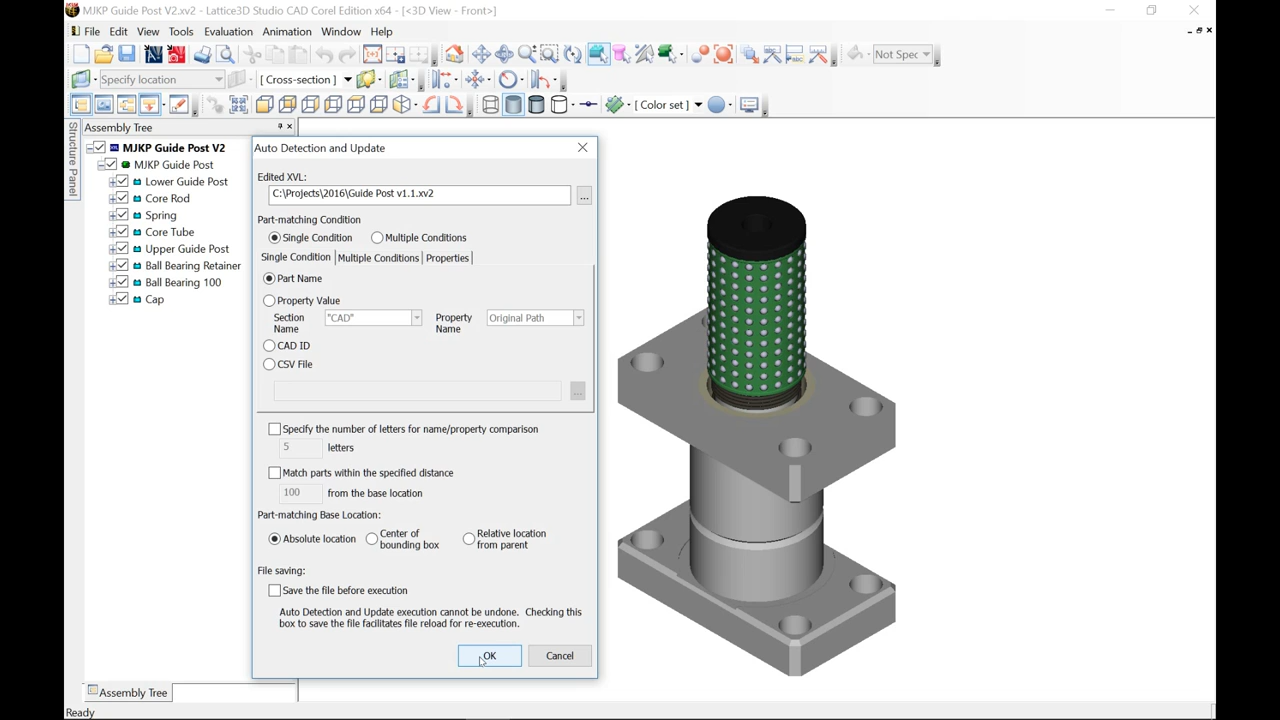 MJKP Guide Post V2.xv2 - Lattice3D Studio CAD Corel Edition x64 - [<3D View - Front>]
File Edit View Tools Evaluation Animation Window Help
Not Spec
Specify location
[ Cross-section ]
[ Color set ]
Structure Panel
Assembly Tree
MJKP Guide Post V2
MJKP Guide Post
Lower Guide Post
Core Rod
Spring
Core Tube
Upper Guide Post
Ball Bearing Retainer
Ball Bearing 100
Cap
Auto Detection and Update
Edited XVL:
C:\Projects\2016\Guide Post v1.1.xv2
...
Part-matching Condition
Single Condition Multiple Conditions
Single Condition Multiple Conditions Properties
Part Name
Property Value
Section Name
"CAD"
Property Name
Original Path
CAD ID
CSV File
...
Specify the number of letters for name/property comparison
5 letters
Match parts within the specified distance
100 from the base location
Part-matching Base Location:
Absolute location
Center of bounding box
Relative location from parent
File saving:
Save the file before execution
Auto Detection and Update execution cannot be undone. Checking this
box to save the file facilitates file reload for re-execution.
OK Cancel
Assembly Tree
Ready